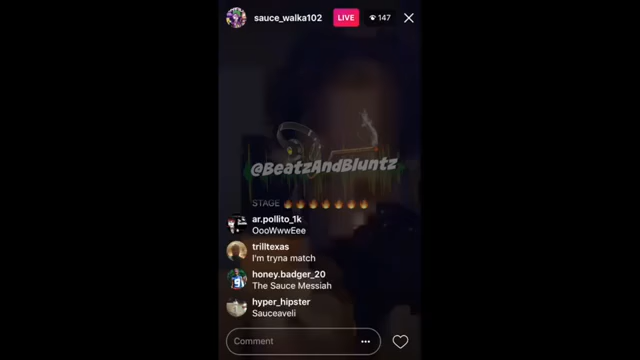 sauce_walka102 LIVE 147
@BeatzAndBluntz
STAGE 🔥🔥🔥🔥🔥🔥🔥
ar.pollito_1k
OooWwwEee
trilltexas
I'm tryna match
honey.badger_20
The Sauce Messiah
hyper_hipster
Sauceaveli
Comment